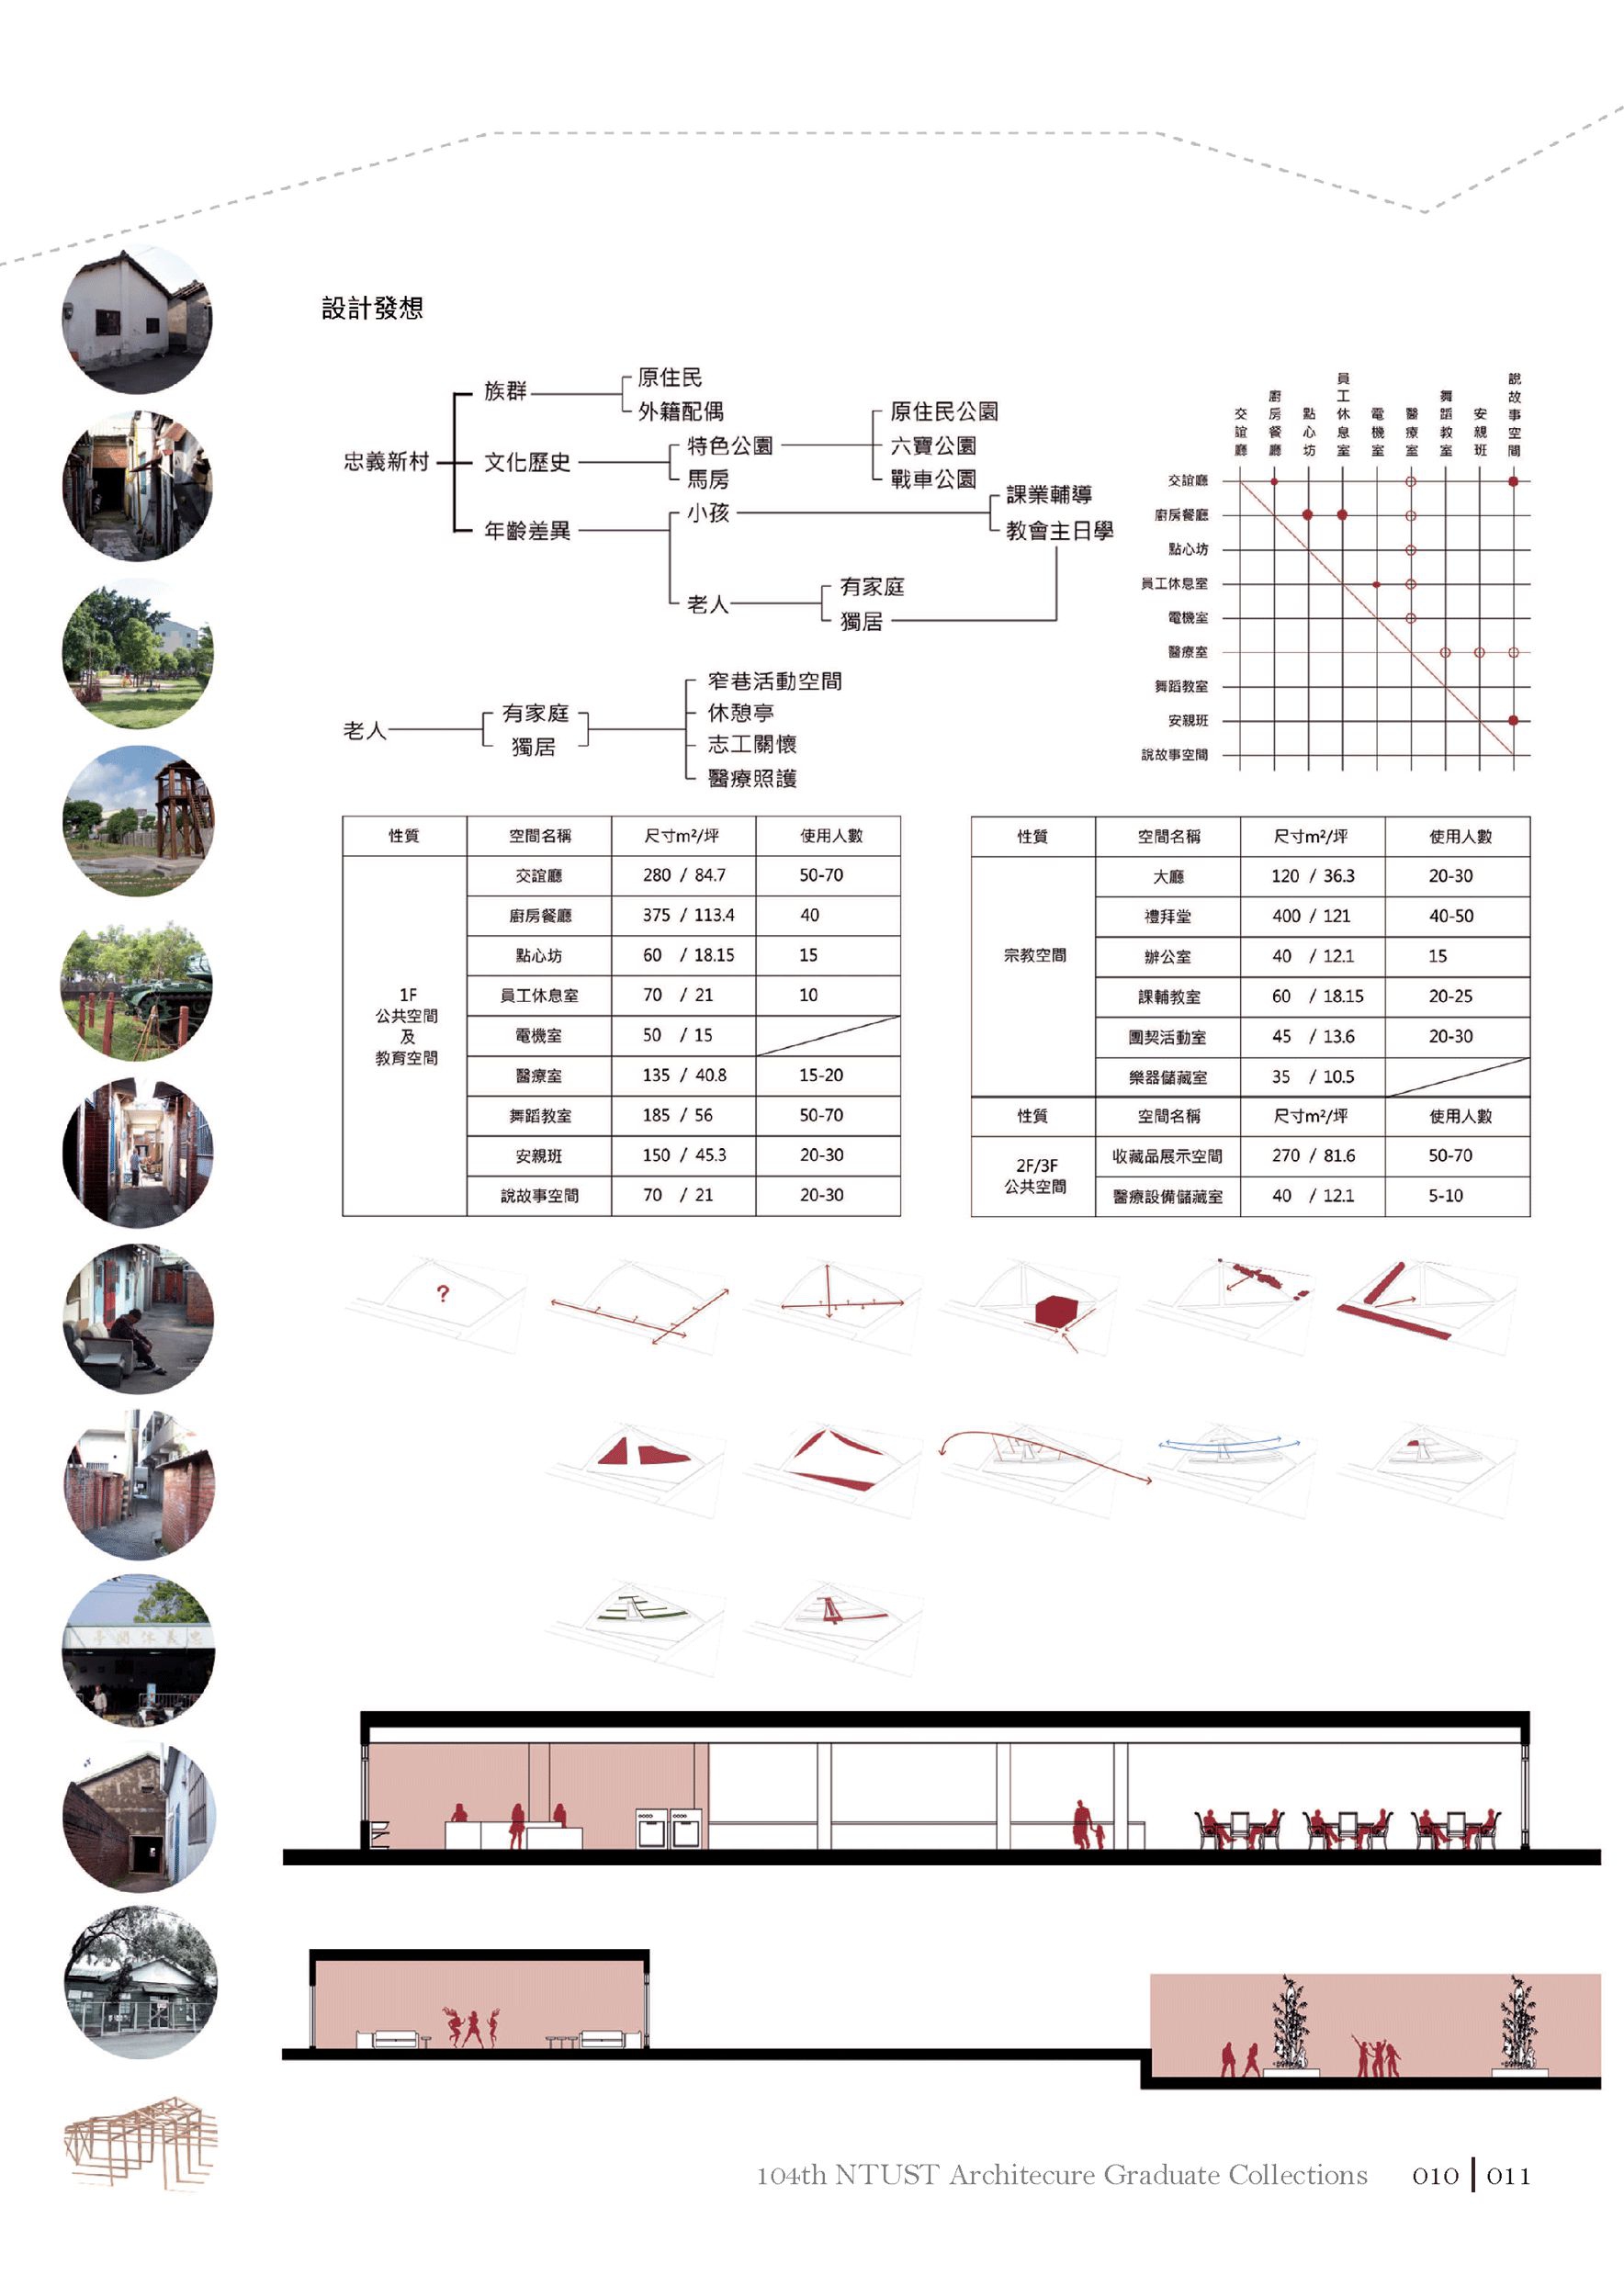 設計發想
忠義新村
族群
原住民
外籍配偶
文化歷史
特色公園
馬房
原住民公園
六寶公園
戰車公園
年齡差異
小孩
課業輔導
教會主日學
老人
有家庭
獨居
老人
有家庭
獨居
窄巷活動空間
休憩亭
志工關懷
醫療照護
交誼廳
廚房餐廳
點心坊
員工休息室
電機室
醫療室
舞蹈教室
安親班
說故事空間
交誼廳
廚房餐廳
點心坊
員工休息室
電機室
醫療室
舞蹈教室
安親班
說故事空間
性質 空間名稱 尺寸m²/坪 使用人數
1F
公共空間
及
教育空間
交誼廳 280 / 84.7 50-70
廚房餐廳 375 / 113.4 40
點心坊 60 / 18.15 15
員工休息室 70 / 21 10
電機室 50 / 15
醫療室 135 / 40.8 15-20
舞蹈教室 185 / 56 50-70
安親班 150 / 45.3 20-30
說故事空間 70 / 21 20-30
性質 空間名稱 尺寸m²/坪 使用人數
宗教空間
大廳 120 / 36.3 20-30
禮拜堂 400 / 121 40-50
辦公室 40 / 12.1 15
課輔教室 60 / 18.15 20-25
團契活動室 45 / 13.6 20-30
樂器儲藏室 35 / 10.5
性質 空間名稱 尺寸m²/坪 使用人數
2F/3F
公共空間
收藏品展示空間 270 / 81.6 50-70
醫療設備儲藏室 40 / 12.1 5-10
?
亭閒休義忠
104th NTUST Architecure Graduate Collections 010 | 011